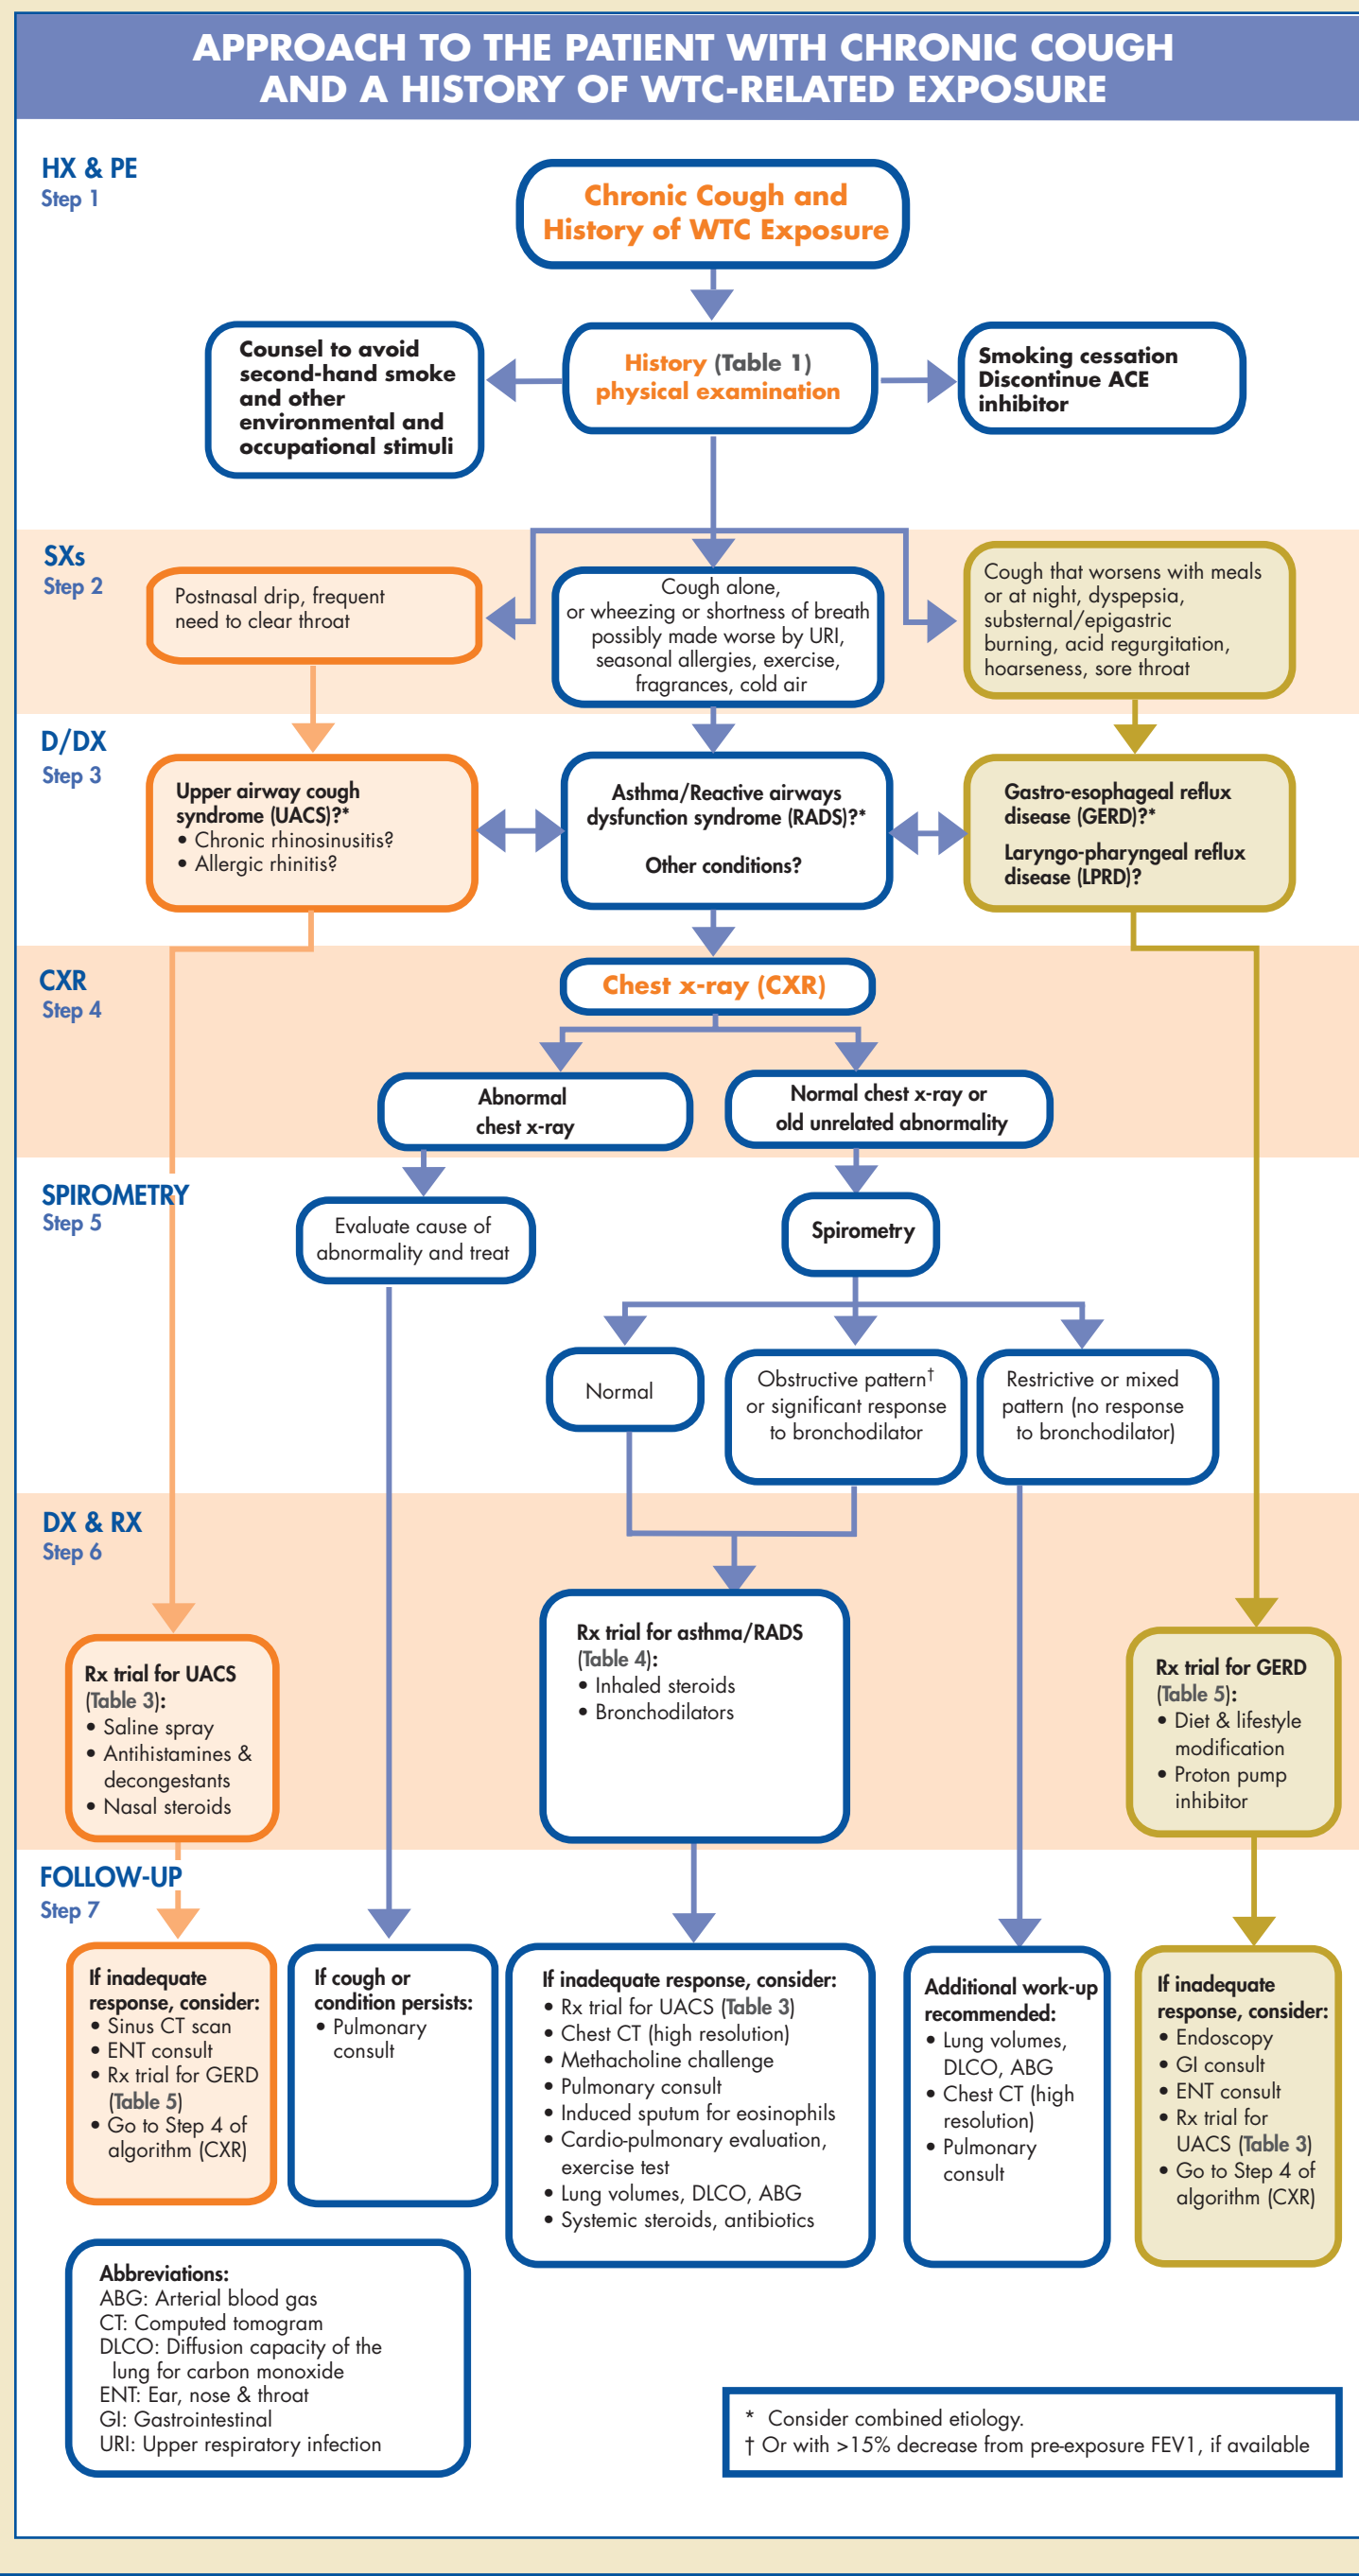 APPROACH TO THE PATIENT WITH CHRONIC COUGH
AND A HISTORY OF WTC-RELATED EXPOSURE
HX & PE
Step 1
Chronic Cough and
History of WTC Exposure
Counsel to avoid
second-hand smoke
and other
environmental and
occupational stimuli
History (Table 1)
physical examination
Smoking cessation
Discontinue ACE
inhibitor
SXs
Step 2
Postnasal drip, frequent
need to clear throat
Cough alone,
or wheezing or shortness of breath
possibly made worse by URI,
seasonal allergies, exercise,
fragrances, cold air
Cough that worsens with meals
or at night, dyspepsia,
substernal/epigastric
burning, acid regurgitation,
hoarseness, sore throat
D/DX
Step 3
Upper airway cough
syndrome (UACS)?*
• Chronic rhinosinusitis?
• Allergic rhinitis?
Asthma/Reactive airways
dysfunction syndrome (RADS)?*
Other conditions?
Gastro-esophageal reflux
disease (GERD)?*
Laryngo-pharyngeal reflux
disease (LPRD)?
CXR
Step 4
Chest x-ray (CXR)
Abnormal
chest x-ray
Normal chest x-ray or
old unrelated abnormality
SPIROMETRY
Step 5
Evaluate cause of
abnormality and treat
Spirometry
Normal
Obstructive pattern†
or significant response
to bronchodilator
Restrictive or mixed
pattern (no response
to bronchodilator)
DX & RX
Step 6
Rx trial for UACS
(Table 3):
• Saline spray
• Antihistamines &
decongestants
• Nasal steroids
Rx trial for asthma/RADS
(Table 4):
• Inhaled steroids
• Bronchodilators
Rx trial for GERD
(Table 5):
• Diet & lifestyle
modification
• Proton pump
inhibitor
FOLLOW-UP
Step 7
If inadequate
response, consider:
• Sinus CT scan
• ENT consult
• Rx trial for GERD
(Table 5)
• Go to Step 4 of
algorithm (CXR)
If cough or
condition persists:
• Pulmonary
consult
If inadequate response, consider:
• Rx trial for UACS (Table 3)
• Chest CT (high resolution)
• Methacholine challenge
• Pulmonary consult
• Induced sputum for eosinophils
• Cardio-pulmonary evaluation,
exercise test
• Lung volumes, DLCO, ABG
• Systemic steroids, antibiotics
Additional work-up
recommended:
• Lung volumes,
DLCO, ABG
• Chest CT (high
resolution)
• Pulmonary
consult
If inadequate
response, consider:
• Endoscopy
• GI consult
• ENT consult
• Rx trial for
UACS (Table 3)
• Go to Step 4 of
algorithm (CXR)
Abbreviations:
ABG: Arterial blood gas
CT: Computed tomogram
DLCO: Diffusion capacity of the
lung for carbon monoxide
ENT: Ear, nose & throat
GI: Gastrointestinal
URI: Upper respiratory infection
* Consider combined etiology.
† Or with >15% decrease from pre-exposure FEV1, if available